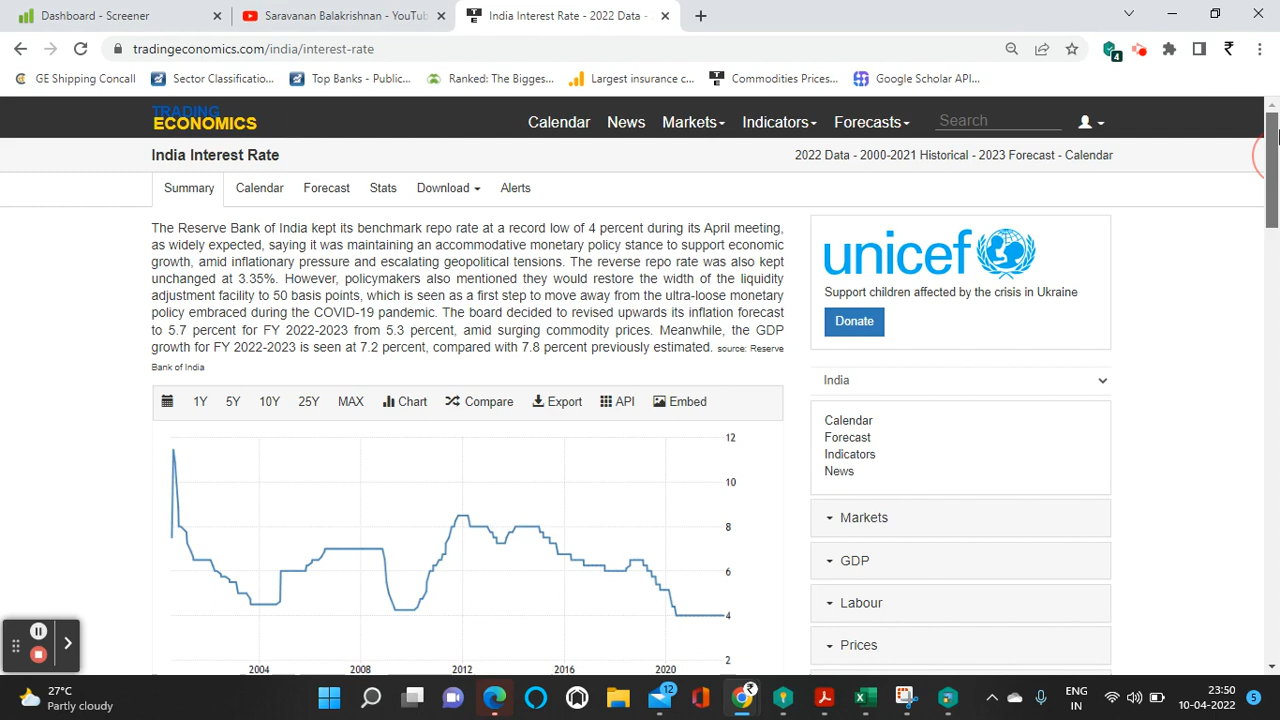 Dashboard - Screener
Saravanan Balakrishnan - YouTu
India Interest Rate - 2022 Data -
tradingeconomics.com/india/interest-rate
4
GE Shipping Concall
Sector Classificatio...
Top Banks - Public...
Ranked: The Bigges...
Largest insurance c...
Commodities Prices...
Google Scholar API...
TRADING
ECONOMICS
Calendar
News
Markets
Indicators
Forecasts
Search
India Interest Rate
2022 Data - 2000-2021 Historical - 2023 Forecast - Calendar
Summary
Calendar
Forecast
Stats
Download
Alerts
The Reserve Bank of India kept its benchmark repo rate at a record low of 4 percent during its April meeting,
as widely expected, saying it was maintaining an accommodative monetary policy stance to support economic
growth, amid inflationary pressure and escalating geopolitical tensions. The reverse repo rate was also kept
unchanged at 3.35%. However, policymakers also mentioned they would restore the width of the liquidity
adjustment facility to 50 basis points, which is seen as a first step to move away from the ultra-loose monetary
policy embraced during the COVID-19 pandemic. The board decided to revised upwards its inflation forecast
to 5.7 percent for FY 2022-2023 from 5.3 percent, amid surging commodity prices. Meanwhile, the GDP
growth for FY 2022-2023 is seen at 7.2 percent, compared with 7.8 percent previously estimated. source: Reserve
Bank of India
1Y
5Y
10Y
25Y
MAX
Chart
Compare
Export
API
Embed
12
10
8
6
4
2
2004
2008
2012
2016
2020
unicef
Support children affected by the crisis in Ukraine
Donate
India
Calendar
Forecast
Indicators
News
Markets
GDP
Labour
Prices
27°C
Partly cloudy
12
ENG
IN
23:50
10-04-2022
5